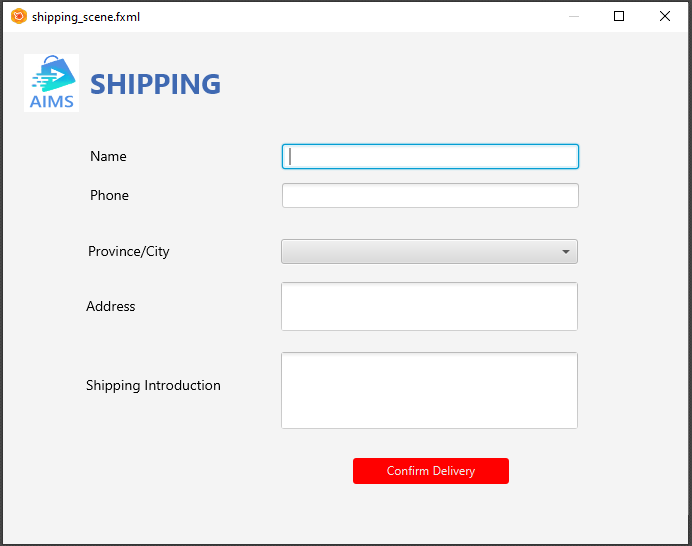 shipping_scene.fxml
AIMS
SHIPPING
Name
Phone
Province/City
Address
Shipping Introduction
Confirm Delivery